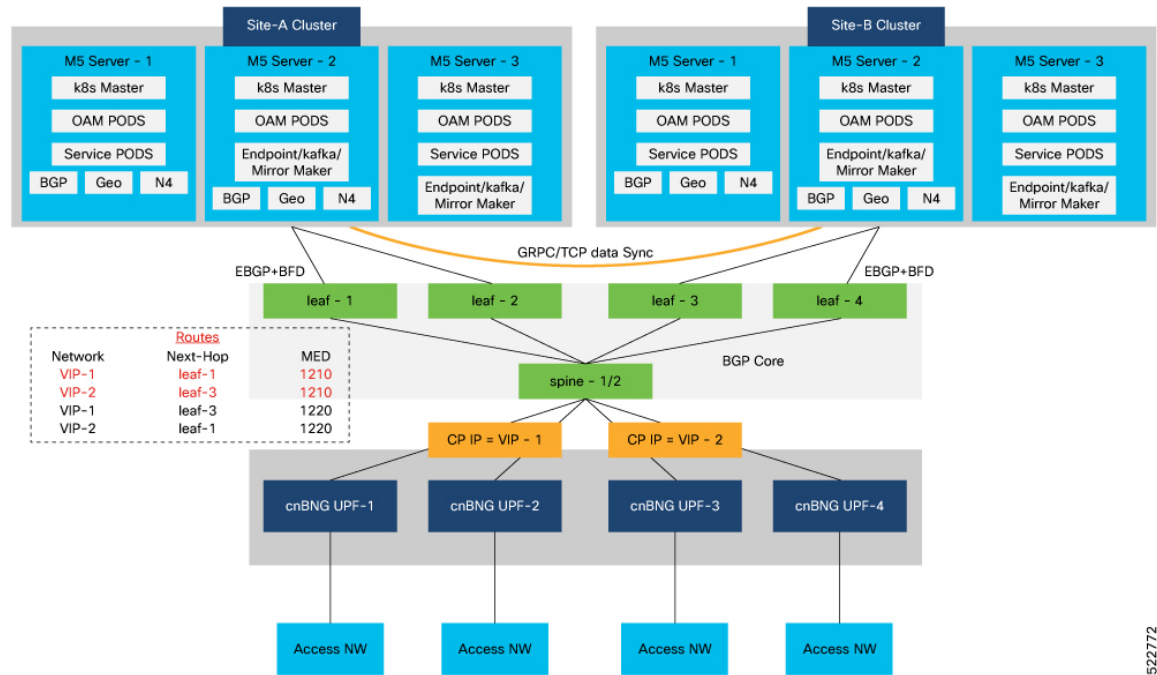 Site-A Cluster
M5 Server - 1
k8s Master
OAM PODS
Service PODS
BGP Geo N4
M5 Server - 2
k8s Master
OAM PODS
Endpoint/kafka/
Mirror Maker
BGP Geo N4
M5 Server - 3
k8s Master
OAM PODS
Service PODS
Endpoint/kafka/
Mirror Maker
Site-B Cluster
M5 Server - 1
k8s Master
OAM PODS
Service PODS
BGP Geo N4
M5 Server - 2
k8s Master
OAM PODS
Endpoint/kafka/
Mirror Maker
BGP Geo N4
M5 Server - 3
k8s Master
OAM PODS
Service PODS
Endpoint/kafka/
Mirror Maker
GRPC/TCP data Sync
EBGP+BFD
EBGP+BFD
leaf - 1
leaf - 2
leaf - 3
leaf - 4
Routes
Network Next-Hop MED
VIP-1 leaf-1 1210
VIP-2 leaf-3 1210
VIP-1 leaf-3 1220
VIP-2 leaf-1 1220
BGP Core
spine - 1/2
CP IP = VIP - 1
CP IP = VIP - 2
cnBNG UPF-1
cnBNG UPF-2
cnBNG UPF-3
cnBNG UPF-4
Access NW
Access NW
Access NW
Access NW
522772